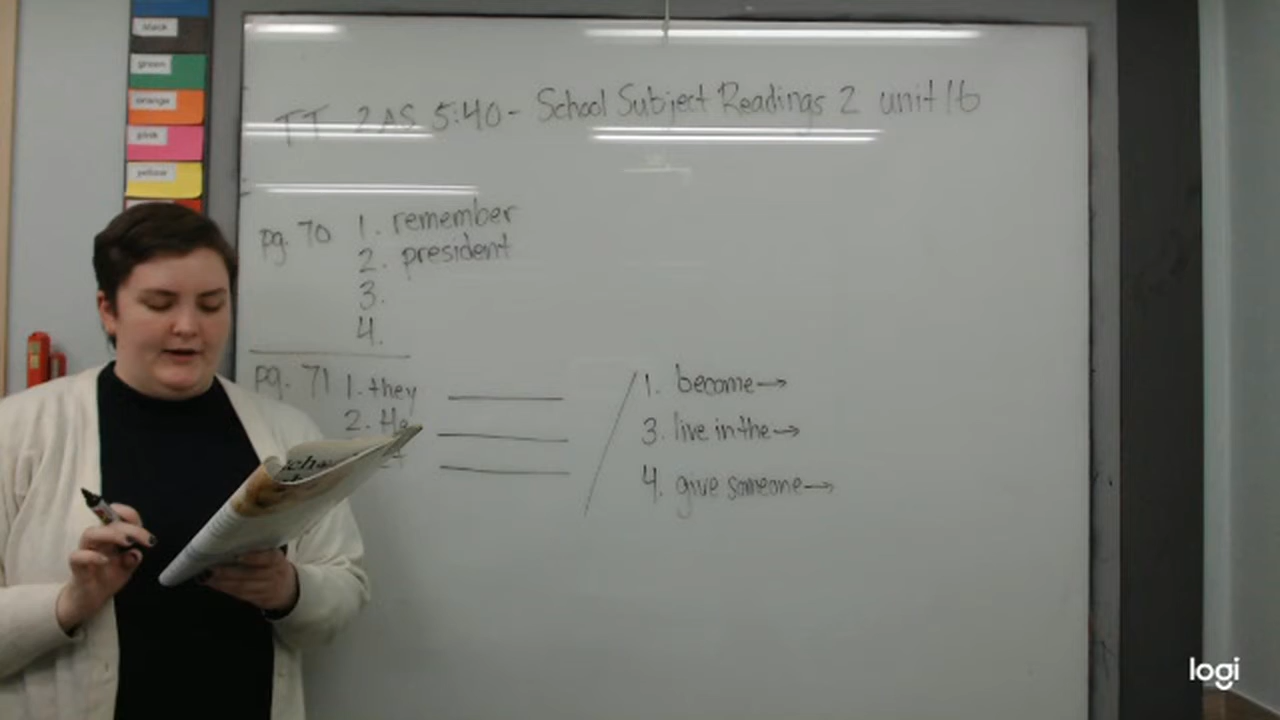 black
green
orange
pink
yellow
TT 2AS 5:40 - School Subject Readings 2 unit 16
pg. 70 1. remember
2. president
3.
4.
pg. 71 1. they
2. He
1. become→
3. live in the→
4. give someone→
logi